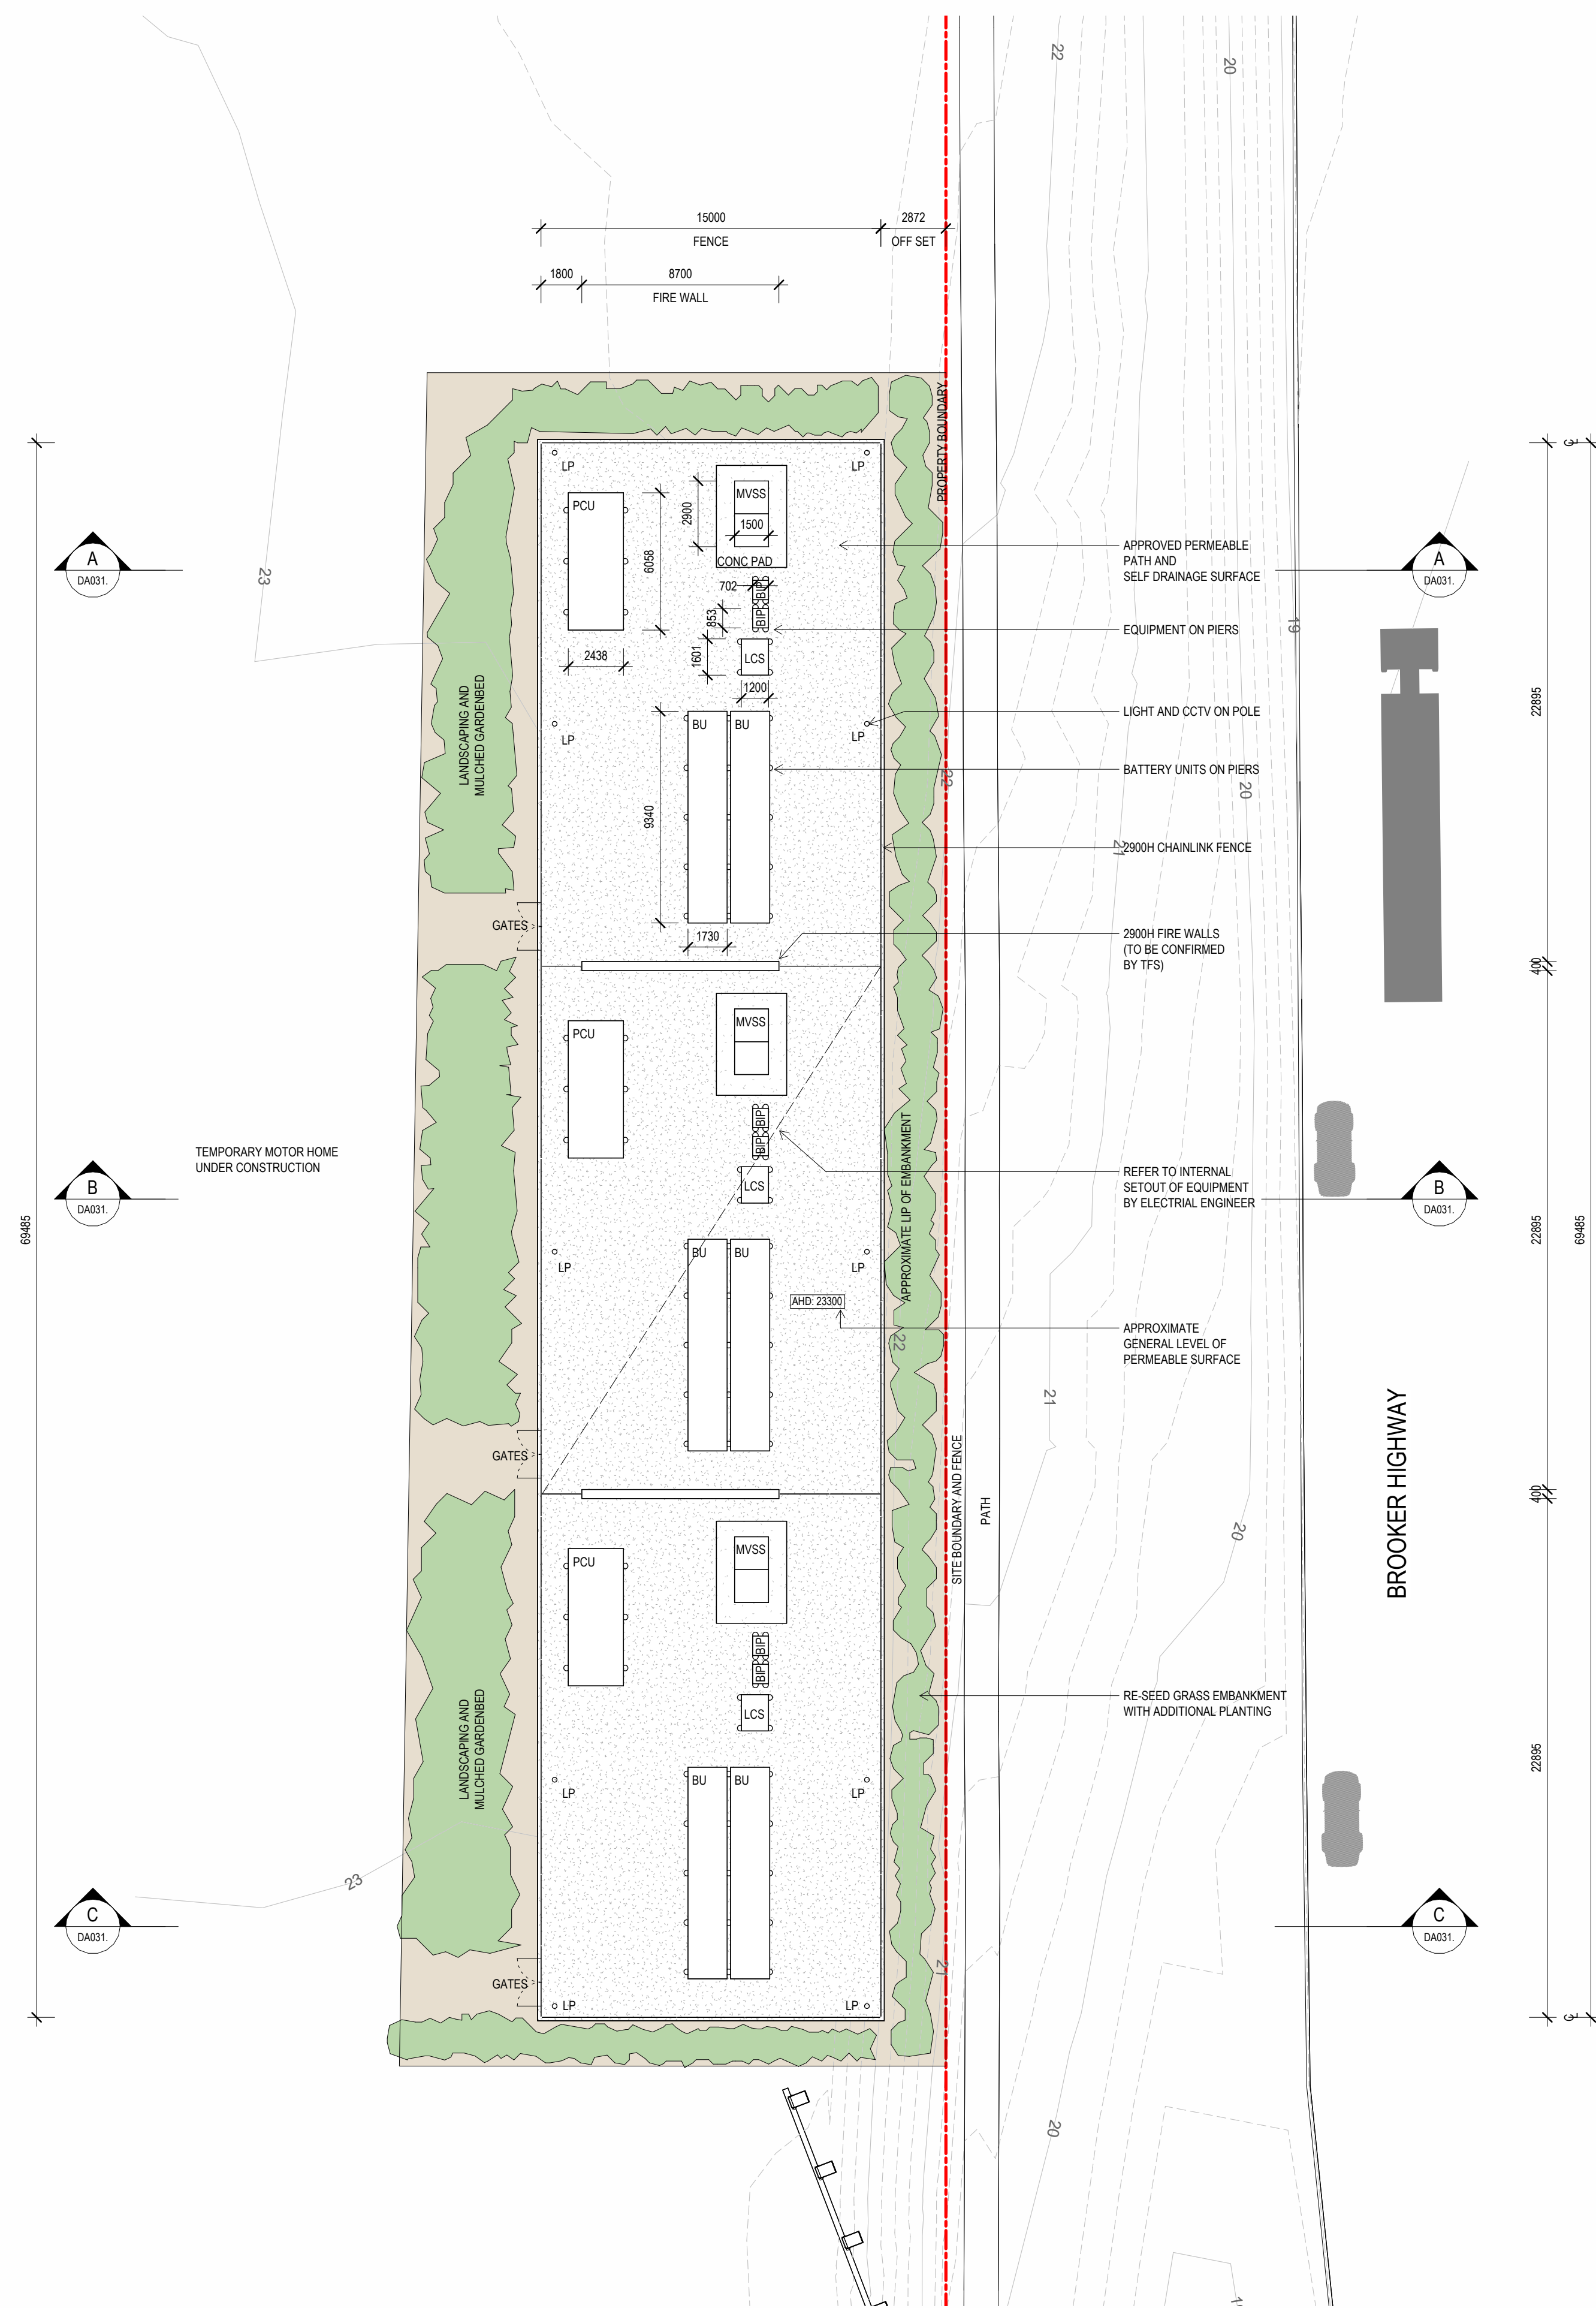 22
20
15000
2872
FENCE
OFF SET
1800
8700
FIRE WALL
PROPERTY BOUNDARY
LP
LP
PCU
MVSS
2900
1500
6058
CONC PAD
702
BIP
853
BIP
1601
LCS
2438
1200
A
DA031.
23
APPROVED PERMEABLE
PATH AND
SELF DRAINAGE SURFACE
A
DA031.
EQUIPMENT ON PIERS
19
LANDSCAPING AND
MULCHED GARDENBED
LP
BU
BU
LP
LIGHT AND CCTV ON POLE
22895
22
BATTERY UNITS ON PIERS
20
9340
21
2900H CHAINLINK FENCE
GATES
1730
2900H FIRE WALLS
(TO BE CONFIRMED
BY TFS)
400
PCU
MVSS
BIP
BIP
LCS
APPROXIMATE LIP OF EMBANKMENT
TEMPORARY MOTOR HOME
UNDER CONSTRUCTION
B
DA031.
REFER TO INTERNAL
SETOUT OF EQUIPMENT
BY ELECTRIAL ENGINEER
B
DA031.
69485
22895
69485
LP
BU
BU
LP
AHD: 23300
22
APPROXIMATE
GENERAL LEVEL OF
PERMEABLE SURFACE
21
BROOKER HIGHWAY
GATES
SITE BOUNDARY AND FENCE
PATH
400
20
PCU
MVSS
BIP
BIP
LCS
LANDSCAPING AND
MULCHED GARDENBED
RE-SEED GRASS EMBANKMENT
WITH ADDITIONAL PLANTING
22895
LP
BU
BU
LP
23
C
DA031.
C
DA031.
21
GATES
LP
LP
20